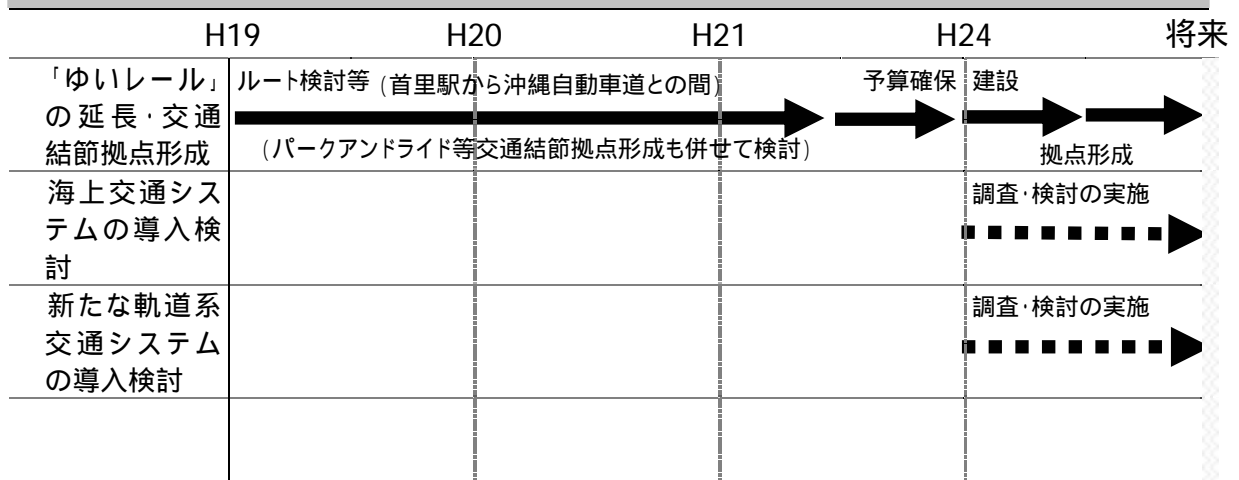 H19 H20 H21 H24 将来
「ゆいレール」
の延長・交通
結節拠点形成
ルート検討等 (首里駅から沖縄自動車道との間)
(パークアンドライド等交通結節拠点形成も併せて検討)
予算確保 建設
拠点形成
海上交通シス
テムの導入検
討
調査・検討の実施
新たな軌道系
交通システム
の導入検討
調査・検討の実施